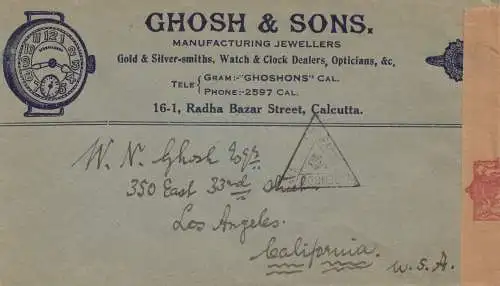 GHOSH & SONS.
MANUFACTURING JEWELLERS
Gold & Silver-smiths, Watch & Clock Dealers, Opticians, &c,
TELE { GRAM:-"GHOSHONS" CAL.
PHONE:-2597 CAL.
16-1, Radha Bazar Street, Calcutta.
W. N. Ghosh Esqr
350 East 33rd Street
Los Angeles.
California.
U.S.A.